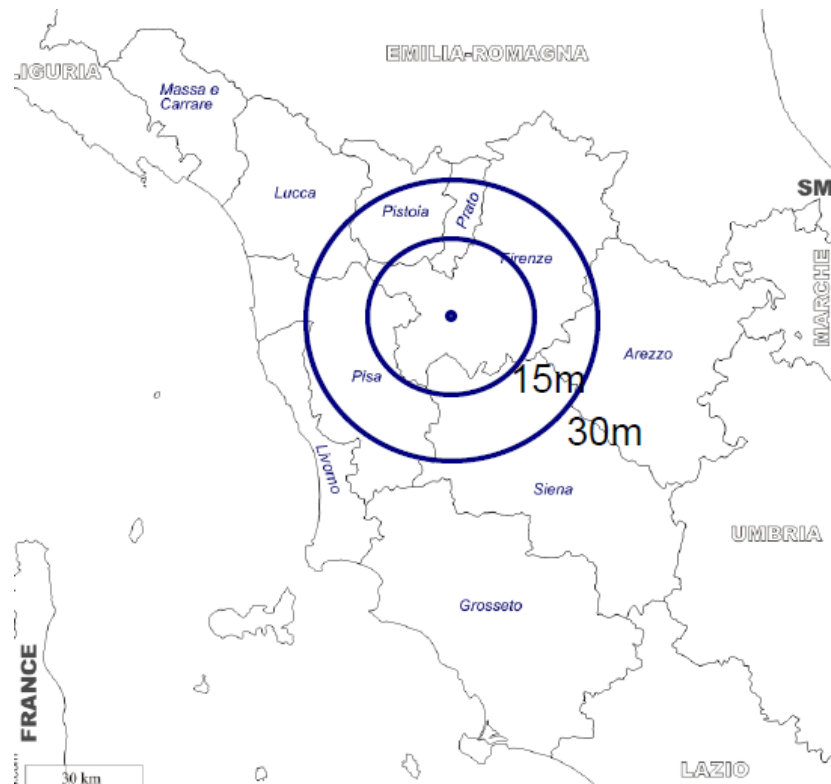 EMILIA-ROMAGNA
LIGURIA
Massa e
Carrare
SM
Lucca
Pistoia
Prato
Firenze
MARCHE
Arezzo
Pisa
15m
30m
Livorno
Siena
UMBRIA
Grosseto
FRANCE
LAZIO
30 km